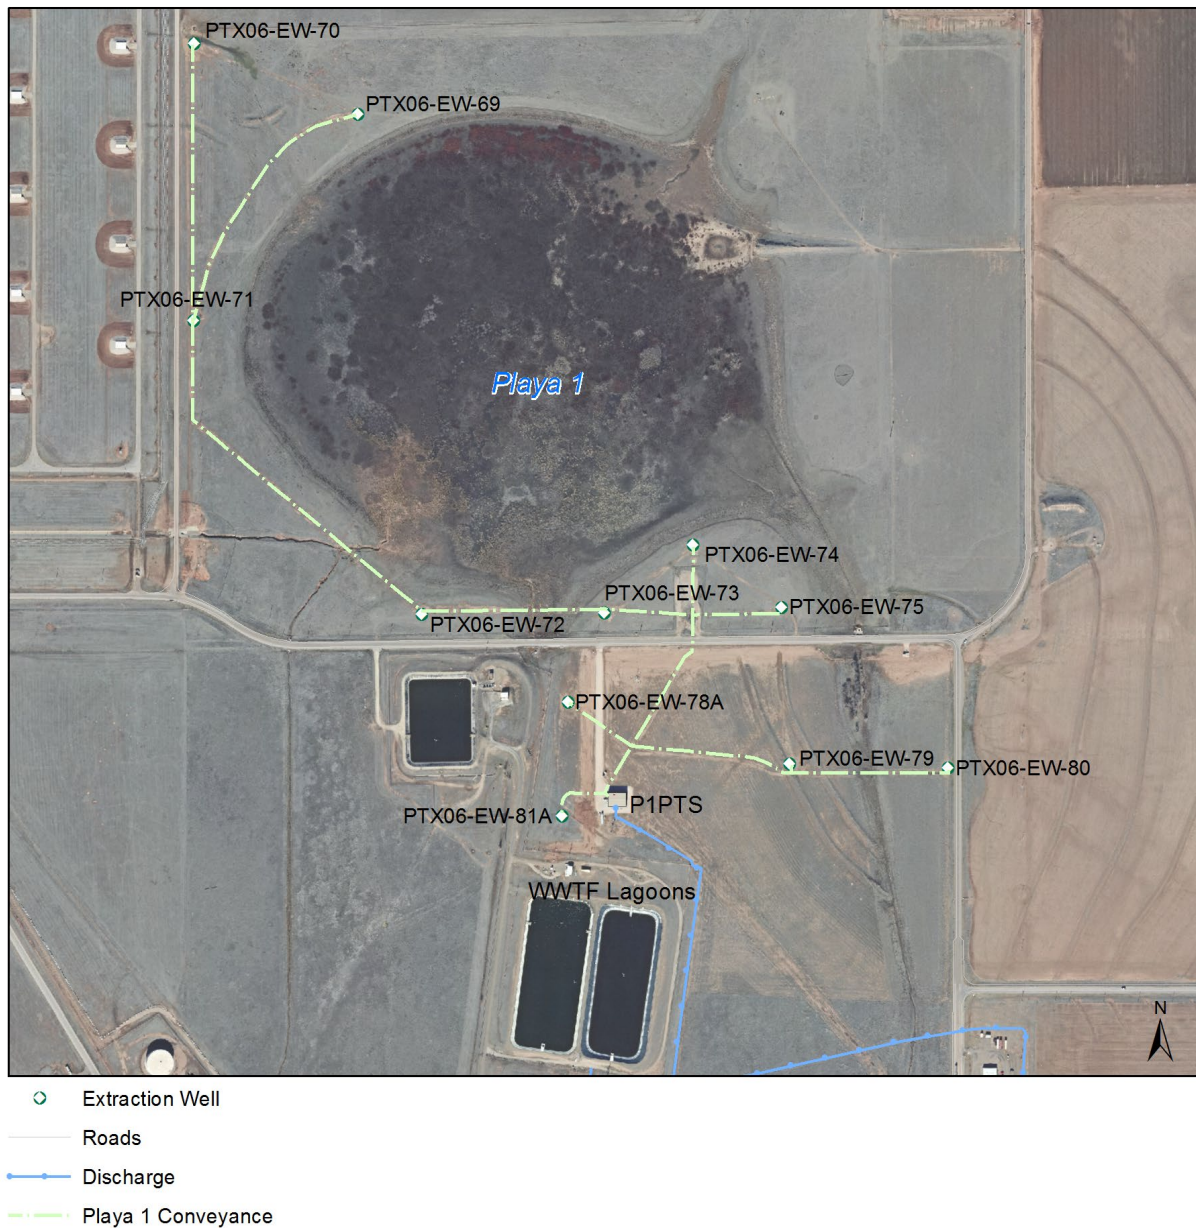 PTX06-EW-70
PTX06-EW-69
PTX06-EW-71
Playa 1
PTX06-EW-74
PTX06-EW-73
PTX06-EW-75
PTX06-EW-72
PTX06-EW-78A
PTX06-EW-79
PTX06-EW-80
P1PTS
PTX06-EW-81A
WWTF Lagoons
N
Extraction Well
Roads
Discharge
Playa 1 Conveyance